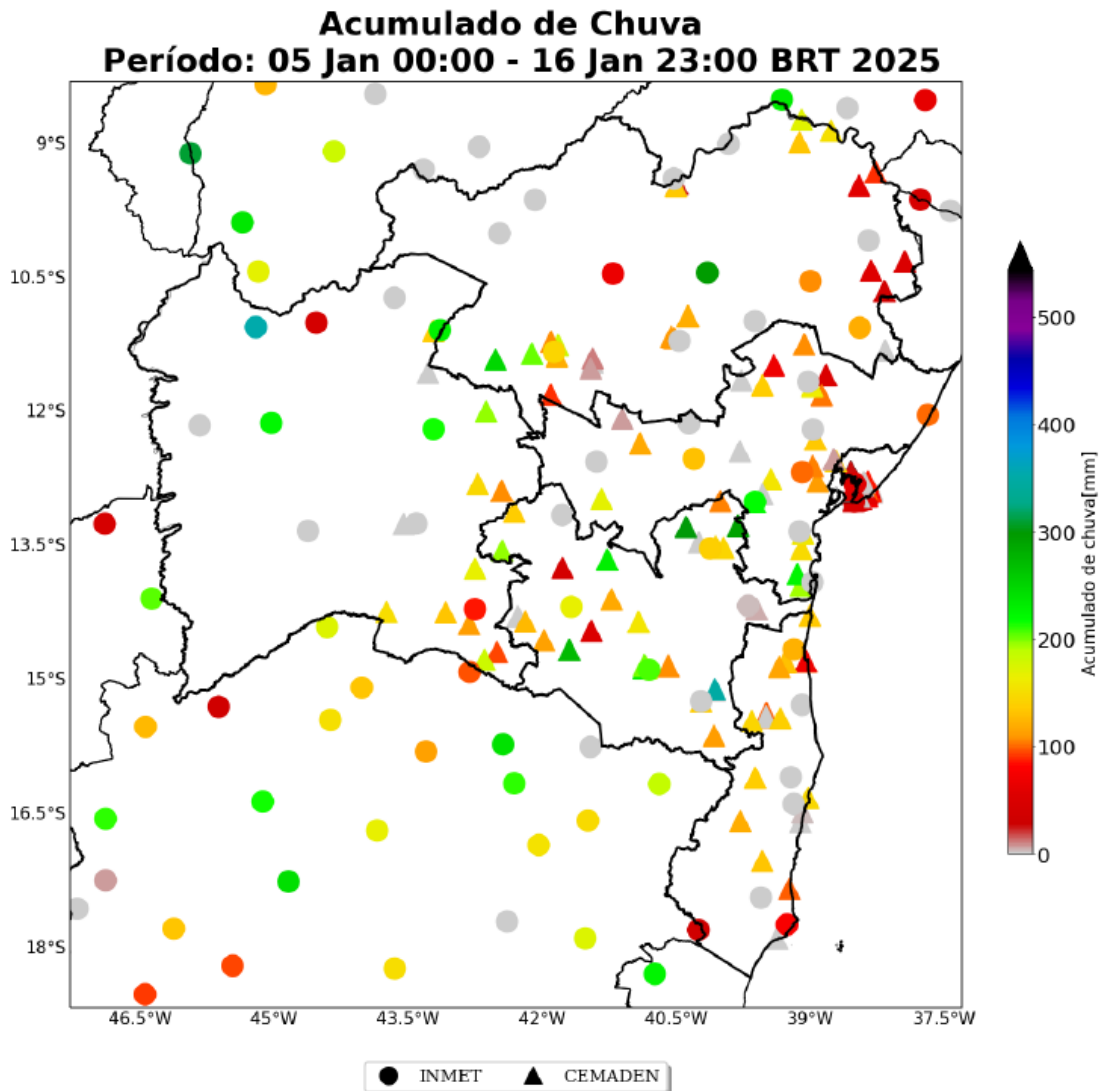 Acumulado de Chuva
Período: 05 Jan 00:00 - 16 Jan 23:00 BRT 2025
9°S
10.5°S
12°S
13.5°S
15°S
16.5°S
18°S
46.5°W
45°W
43.5°W
42°W
40.5°W
39°W
37.5°W
500
400
300
200
100
0
Acumulado de chuva[mm]
INMET
CEMADEN